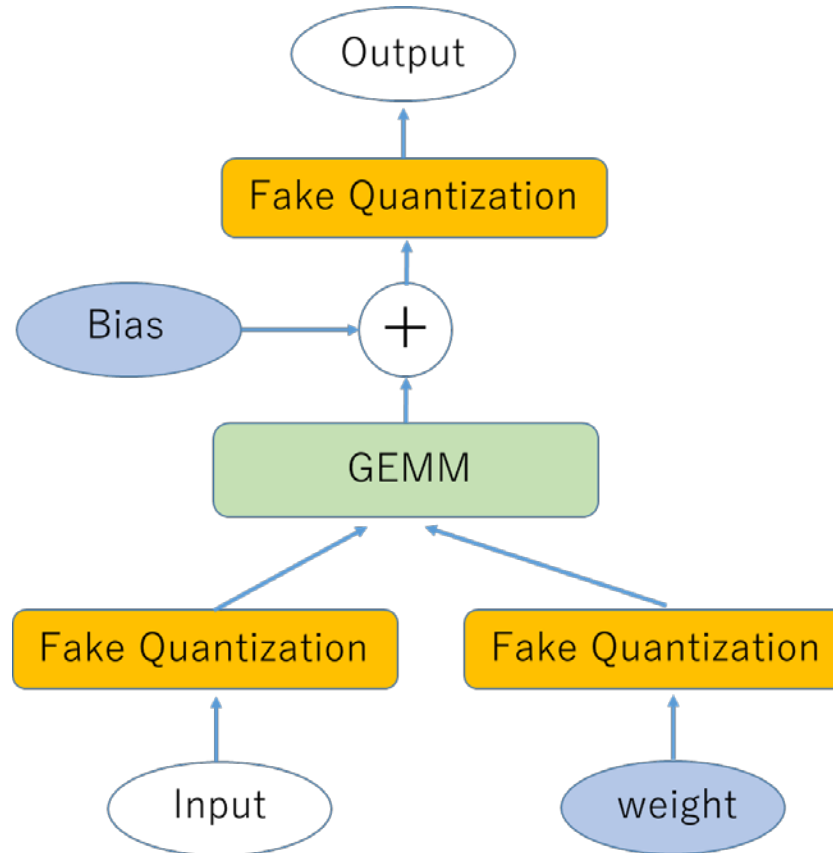 Output
Fake Quantization
Bias
+
GEMM
Fake Quantization
Fake Quantization
Input
weight